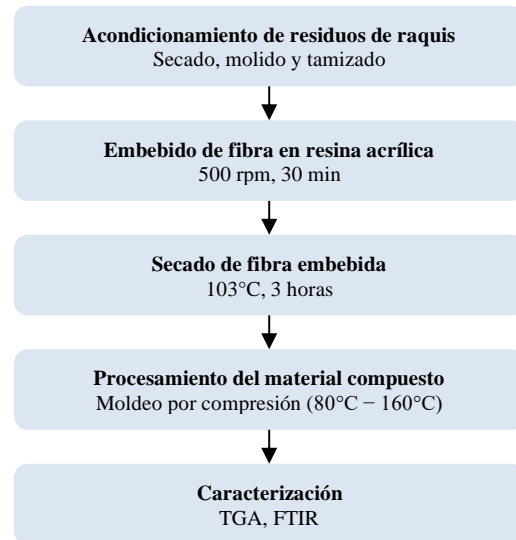 Acondicionamiento de residuos de raquis
Secado, molido y tamizado
Embebido de fibra en resina acrílica
500 rpm, 30 min
Secado de fibra embebida
103°C, 3 horas
Procesamiento del material compuesto
Moldeo por compresión (80°C − 160°C)
Caracterización
TGA, FTIR